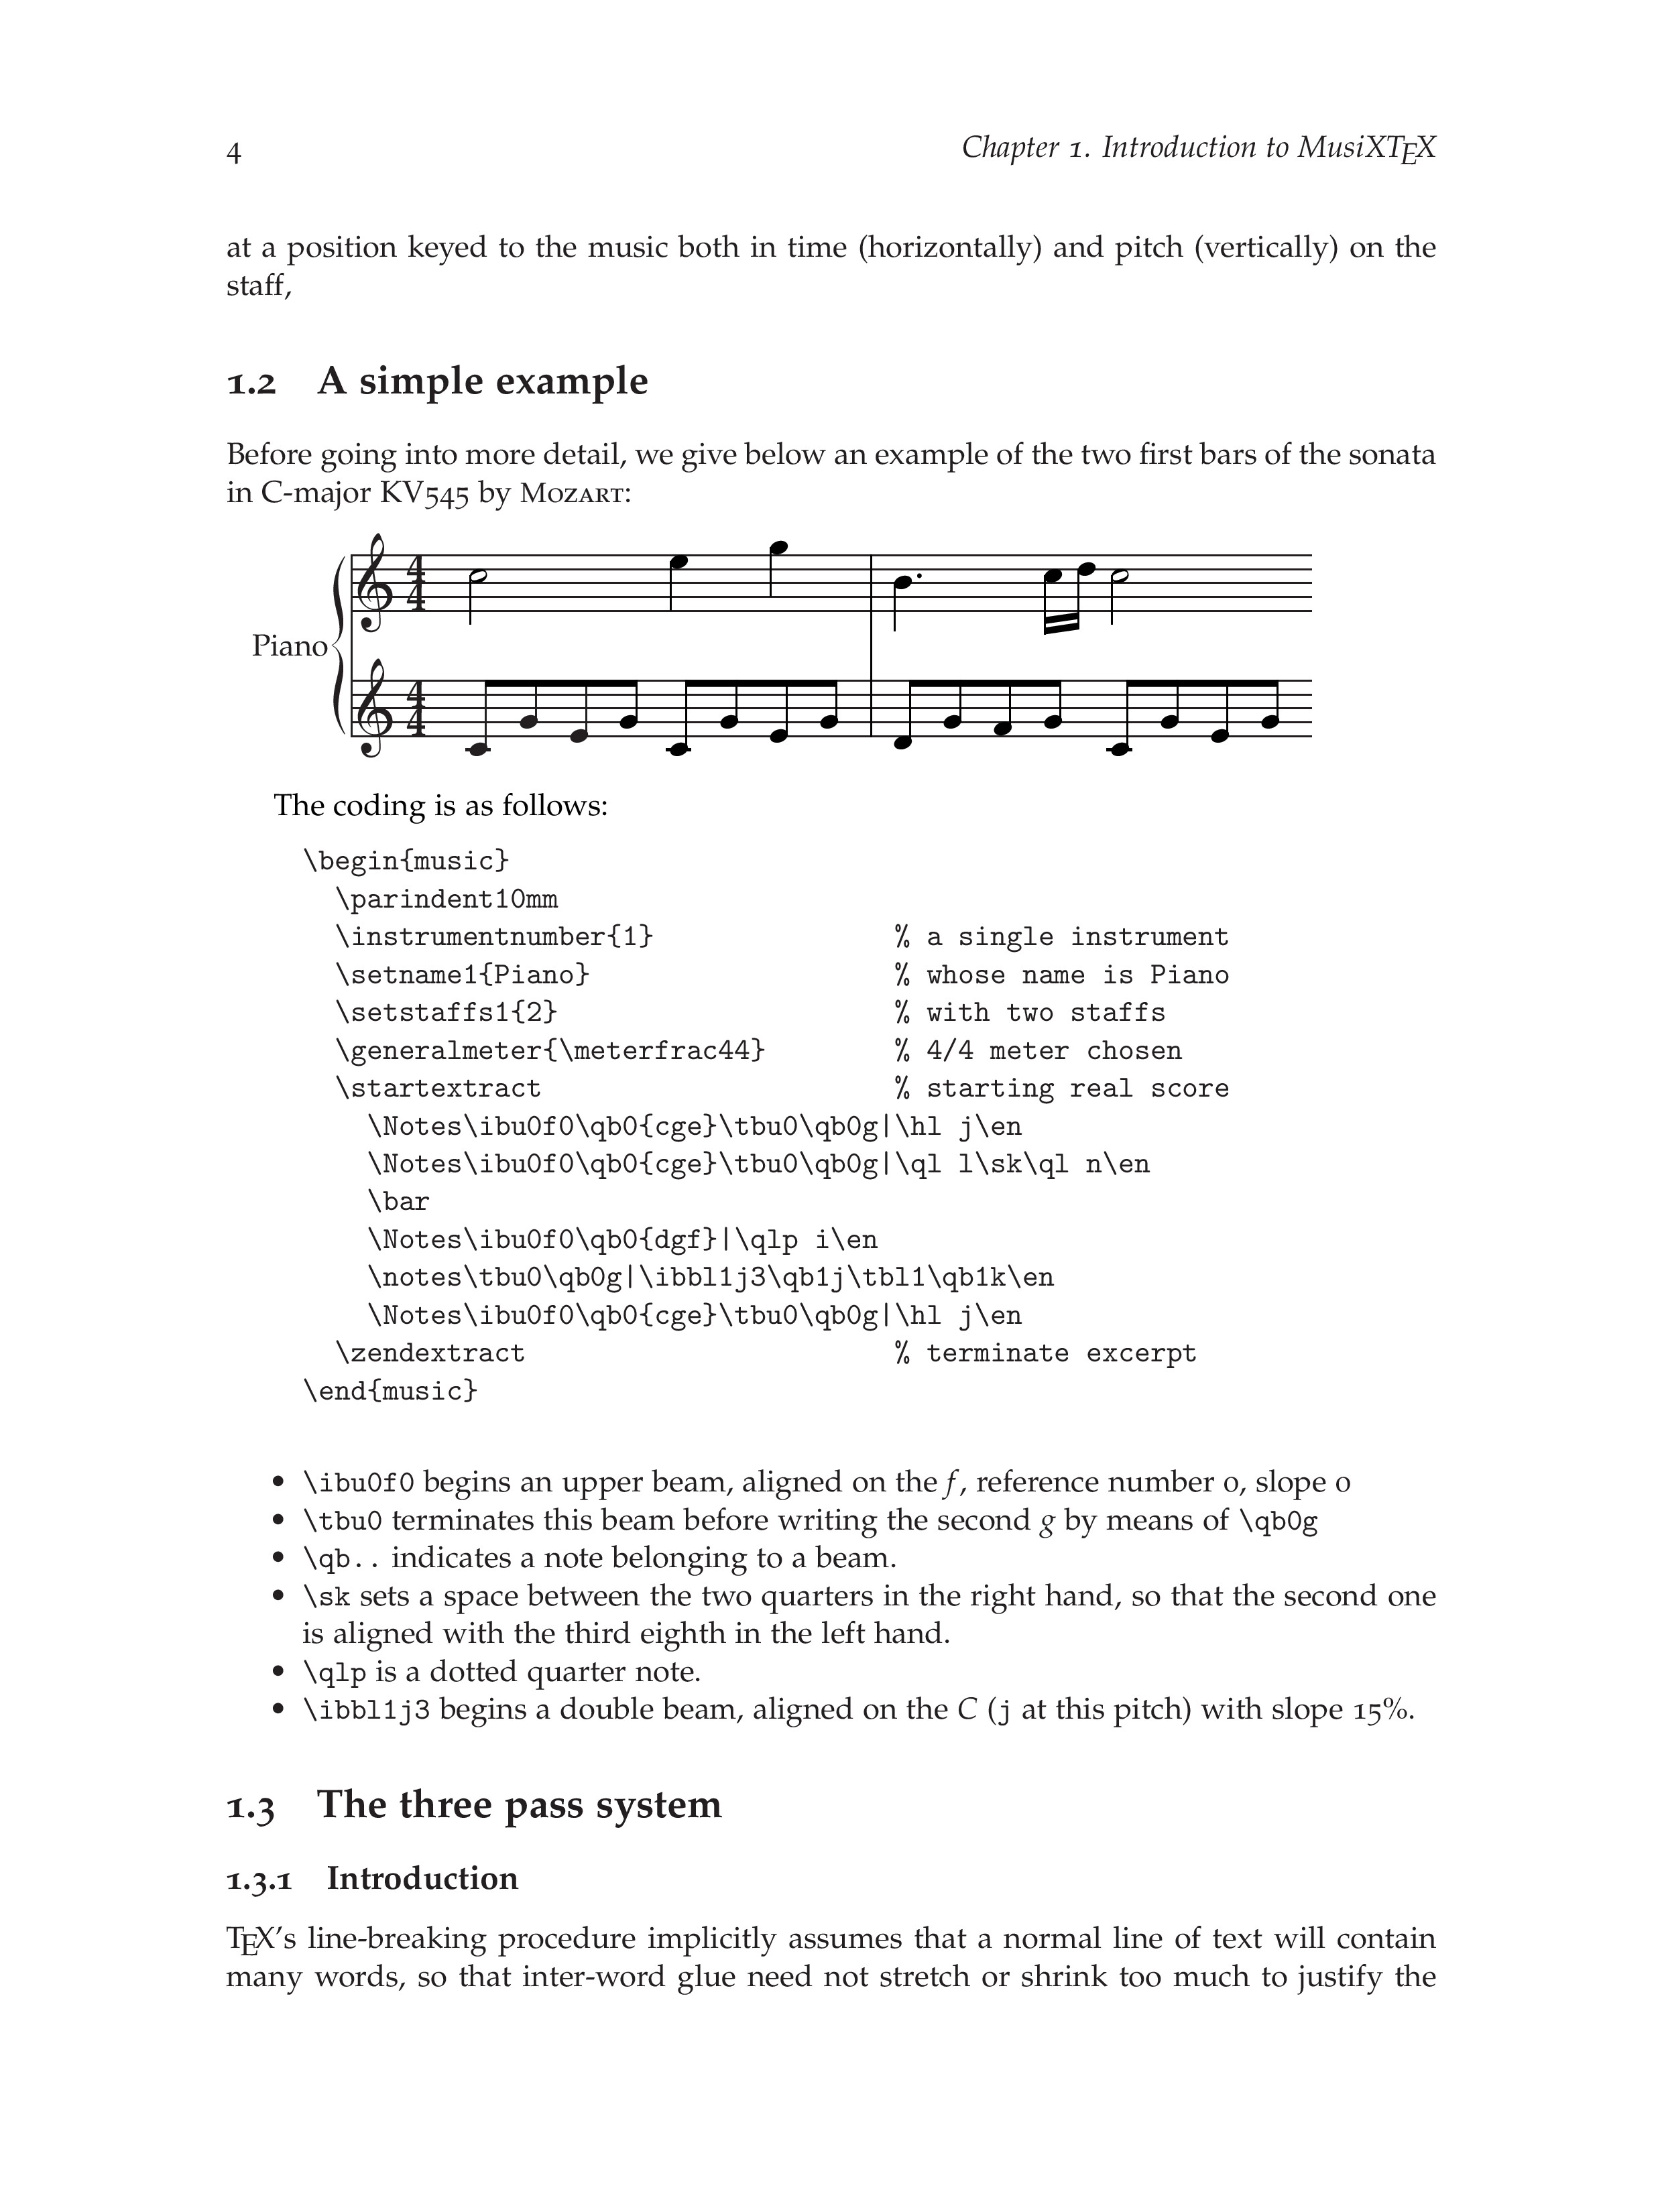 4 Chapter 1. Introduction to MusiXTEX
at a position keyed to the music both in time (horizontally) and pitch (vertically) on the
staff,
1.2 A simple example
Before going into more detail, we give below an example of the two first bars of the sonata
in C-major KV545 by MOZART:
4
4
Piano
4
4
The coding is as follows:
\begin{music}
\parindent10mm
\instrumentnumber{1} % a single instrument
\setname1{Piano} % whose name is Piano
\setstaffs1{2} % with two staffs
\generalmeter{\meterfrac44} % 4/4 meter chosen
\startextract % starting real score
\Notes\ibu0f0\qb0{cge}\tbu0\qb0g|\hl j\en
\Notes\ibu0f0\qb0{cge}\tbu0\qb0g|\ql l\sk\ql n\en
\bar
\Notes\ibu0f0\qb0{dgf}|\qlp i\en
\notes\tbu0\qb0g|\ibbl1j3\qb1j\tbl1\qb1k\en
\Notes\ibu0f0\qb0{cge}\tbu0\qb0g|\hl j\en
\zendextract % terminate excerpt
\end{music}
• \ibu0f0 begins an upper beam, aligned on the f, reference number 0, slope 0
• \tbu0 terminates this beam before writing the second g by means of \qb0g
• \qb.. indicates a note belonging to a beam.
• \sk sets a space between the two quarters in the right hand, so that the second one
is aligned with the third eighth in the left hand.
• \qlp is a dotted quarter note.
• \ibbl1j3 begins a double beam, aligned on the C (j at this pitch) with slope 15%.
1.3 The three pass system
1.3.1 Introduction
TEX's line-breaking procedure implicitly assumes that a normal line of text will contain
many words, so that inter-word glue need not stretch or shrink too much to justify the